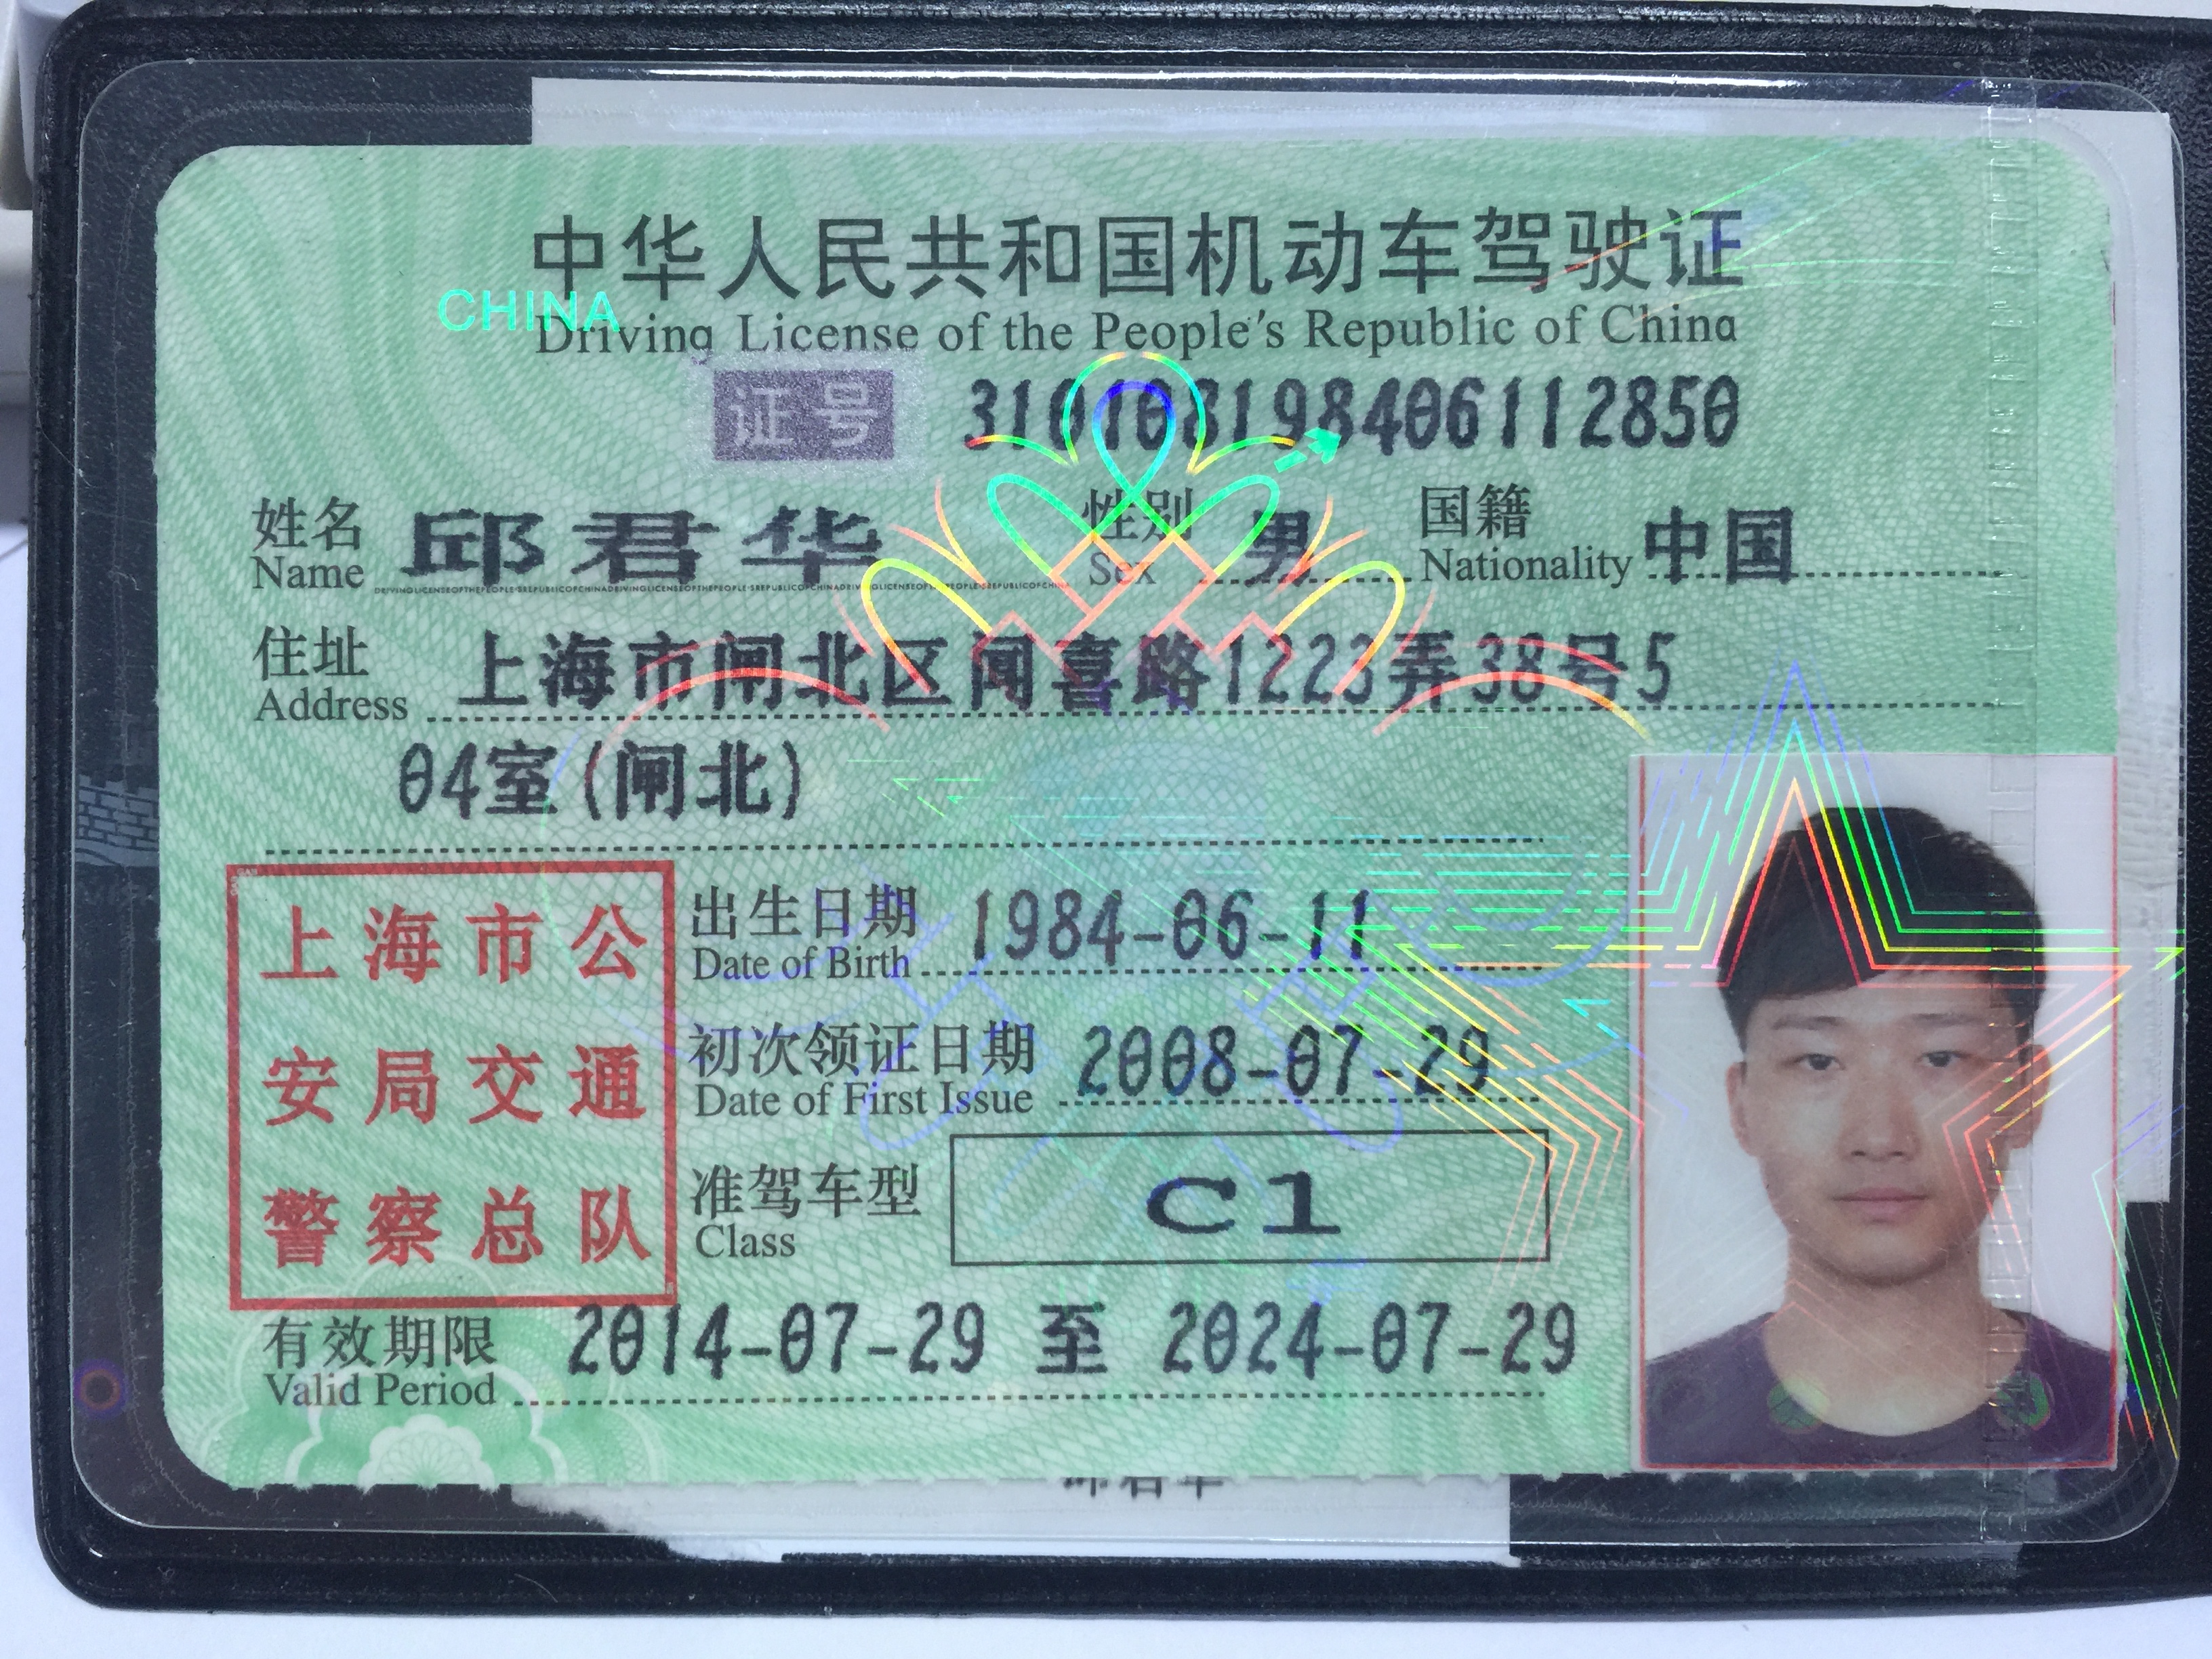 中华人民共和国机动车驾驶证
CHINA
Driving License of the People's Republic of China
证号 310108198406112850
姓名 邱君华 性别 男 国籍 中国
Name Sex Nationality
住址 上海市闸北区闻喜路1223弄38号5
Address
04室(闸北)
上海市公
安局交通
警察总队
出生日期 1984-06-11
Date of Birth
初次领证日期 2008-07-29
Date of First Issue
准驾车型 C1
Class
有效期限 2014-07-29 至 2024-07-29
Valid Period